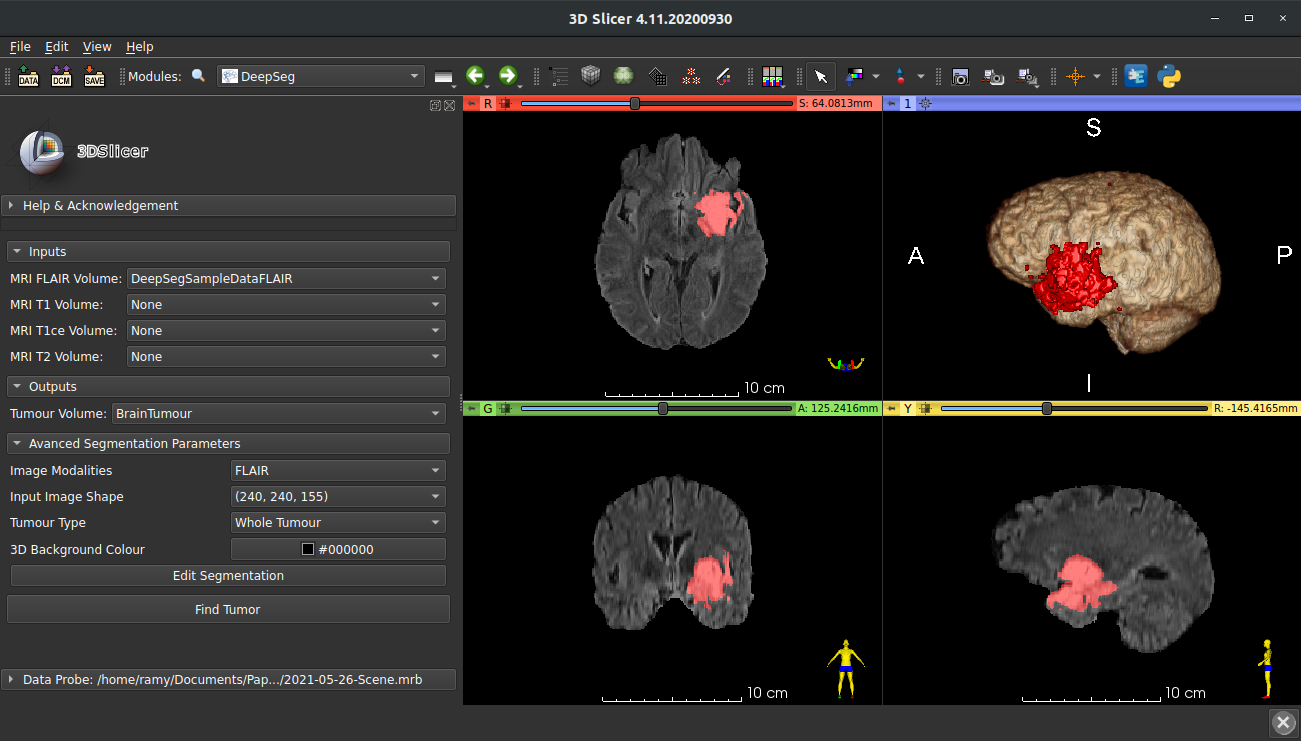 3D Slicer 4.11.20200930
File Edit View Help
DATA DCM SAVE Modules: DeepSeg
3DSlicer
Help & Acknowledgement
Inputs
MRI FLAIR Volume: DeepSegSampleDataFLAIR
MRI T1 Volume: None
MRI T1ce Volume: None
MRI T2 Volume: None
Outputs
Tumour Volume: BrainTumour
Avanced Segmentation Parameters
Image Modalities FLAIR
Input Image Shape (240, 240, 155)
Tumour Type Whole Tumour
3D Background Colour #000000
Edit Segmentation
Find Tumor
Data Probe: /home/ramy/Documents/Pap.../2021-05-26-Scene.mrb
R S: 64.0813mm
10 cm
1
S
A P
I
G A: 125.2416mm
10 cm
Y R: -145.4165mm
10 cm